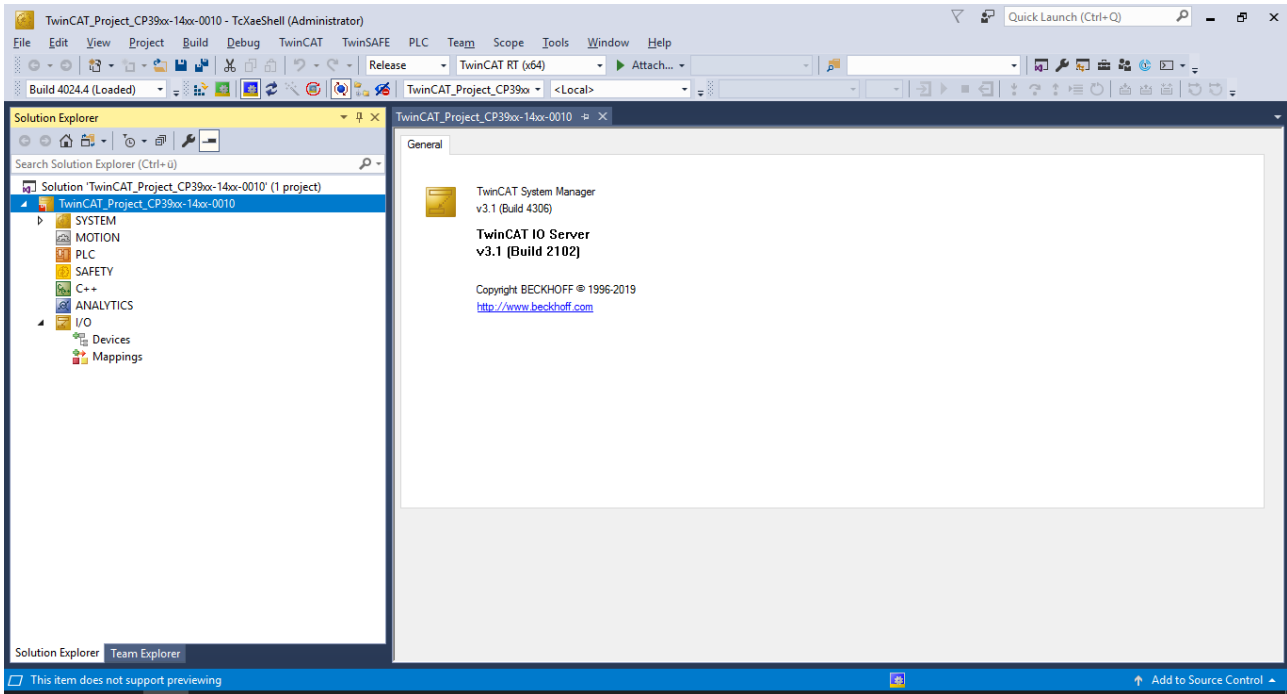 TwinCAT_Project_CP39xx-14xx-0010 - TcXaeShell (Administrator)
Quick Launch (Ctrl+Q)
File Edit View Project Build Debug TwinCAT TwinSAFE PLC Team Scope Tools Window Help
Release TwinCAT RT (x64) Attach...
Build 4024.4 (Loaded) TwinCAT_Project_CP39xx <Local>
Solution Explorer
TwinCAT_Project_CP39xx-14xx-0010
Search Solution Explorer (Ctrl+ü)
General
Solution 'TwinCAT_Project_CP39xx-14xx-0010' (1 project)
TwinCAT_Project_CP39xx-14xx-0010
SYSTEM
MOTION
PLC
SAFETY
C++
ANALYTICS
I/O
Devices
Mappings
TwinCAT System Manager
v3.1 (Build 4306)
TwinCAT IO Server
v3.1 (Build 2102)
Copyright BECKHOFF © 1996-2019
http://www.beckhoff.com
Solution Explorer Team Explorer
This item does not support previewing
Add to Source Control